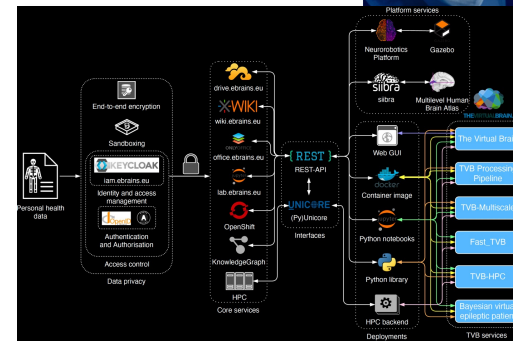 Platform services
Neurorobotics
Platform
Gazebo
siibra
siibra
Multilevel Human
Brain Atlas
THEVIRTUALBRAIN.
drive.ebrains.eu
XWIKI
wiki.ebrains.eu
ONLYOFFICE
office.ebrains.eu
lab.ebrains.eu
OpenShift
KnowledgeGraph
HPC
Core services
End-to-end encryption
Sandboxing
KEYCLOAK
iam.ebrains.eu
Identity and access
management
OpenID
Authentication
and Authorisation
Access control
Data privacy
Personal health
data
{ REST }
REST-API
UNICORE
(Py)Unicore
Interfaces
Web GUI
docker
Container image
Python notebooks
Python library
HPC backend
Deployments
The Virtual Brain
TVB Processing
Pipeline
TVB-Multiscale
Fast_TVB
TVB-HPC
Bayesian virtual
epileptic patient
TVB services